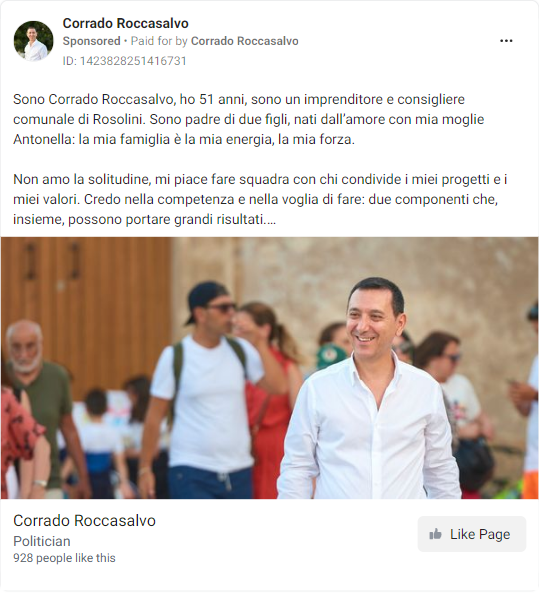 Corrado Roccasalvo
Sponsored • Paid for by Corrado Roccasalvo
ID: 1423828251416731
Sono Corrado Roccasalvo, ho 51 anni, sono un imprenditore e consigliere
comunale di Rosolini. Sono padre di due figli, nati dall’amore con mia moglie
Antonella: la mia famiglia è la mia energia, la mia forza.
Non amo la solitudine, mi piace fare squadra con chi condivide i miei progetti e i
miei valori. Credo nella competenza e nella voglia di fare: due componenti che,
insieme, possono portare grandi risultati.…
Corrado Roccasalvo
Politician
928 people like this
Like Page